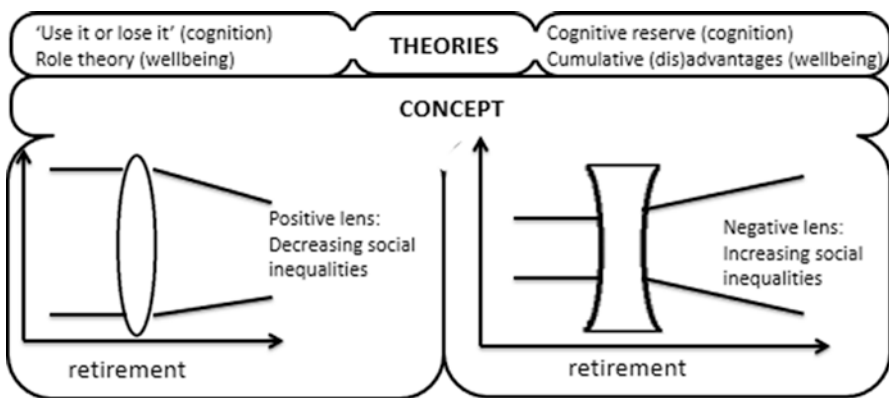 ‘Use it or lose it’ (cognition)
Role theory (wellbeing)
THEORIES
Cognitive reserve (cognition)
Cumulative (dis)advantages (wellbeing)
CONCEPT
Positive lens:
Decreasing social
inequalities
retirement
Negative lens:
Increasing social
inequalities
retirement